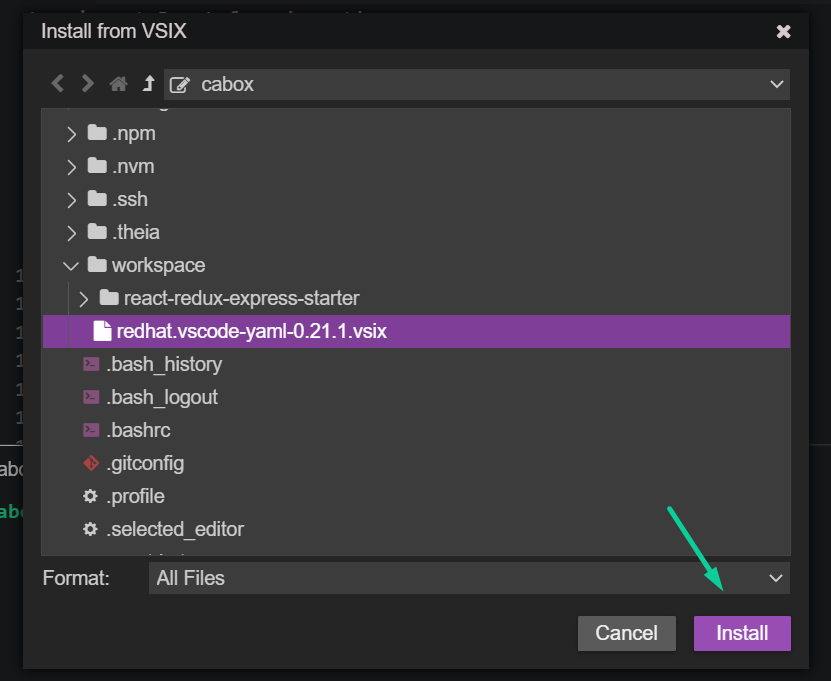 Install from VSIX
cabox
.npm
.nvm
.ssh
.theia
workspace
react-redux-express-starter
redhat.vscode-yaml-0.21.1.vsix
.bash_history
.bash_logout
.bashrc
.gitconfig
.profile
.selected_editor
Format:
All Files
Cancel
Install